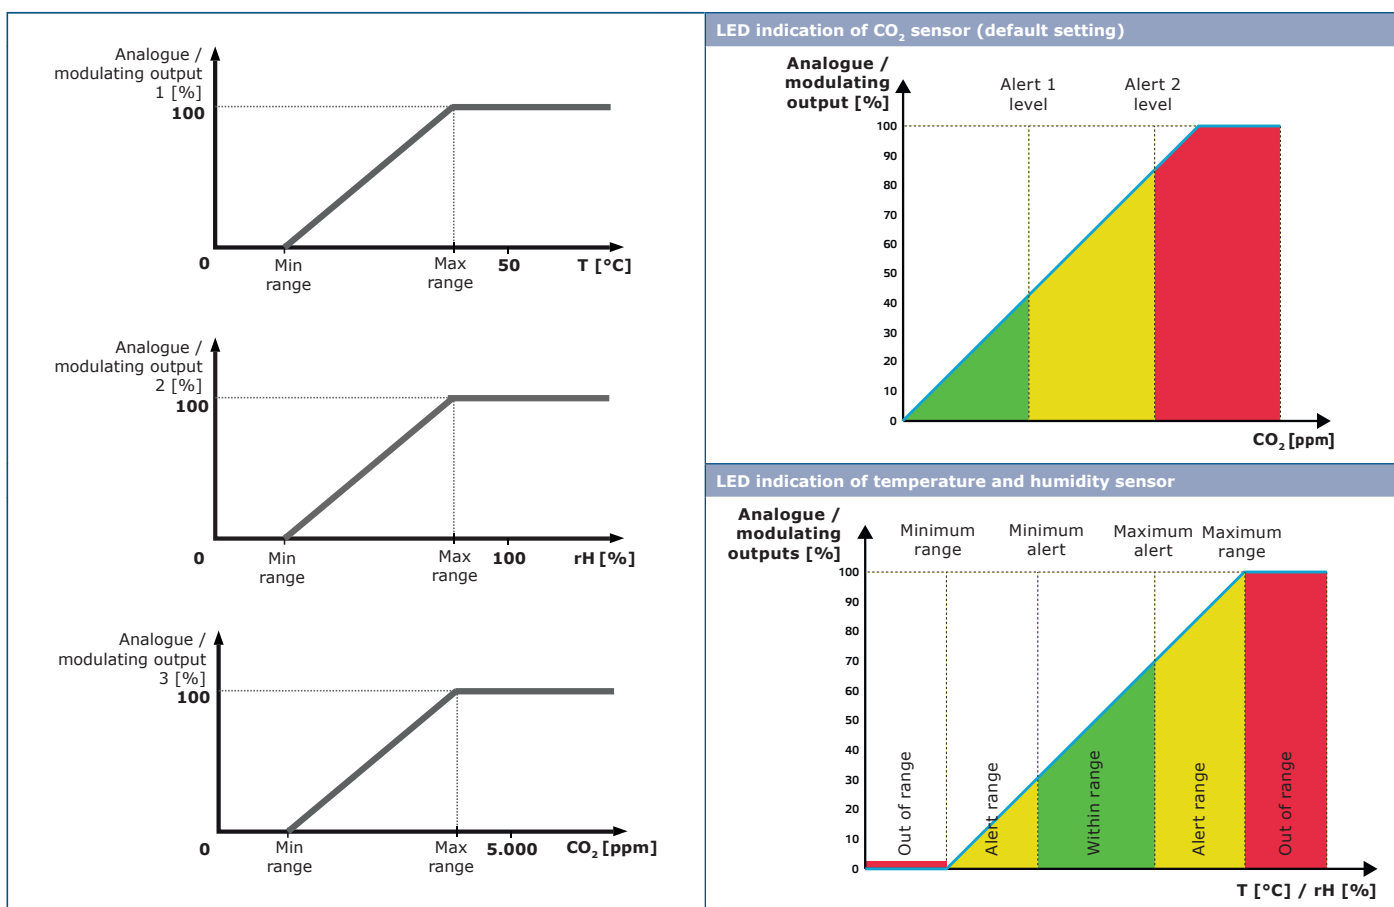 Analogue /
modulating output
1 [%]
100
0
Min
range
Max
range
50
T [°C]
Analogue /
modulating output
2 [%]
100
0
Min
range
Max
range
100
rH [%]
Analogue /
modulating output
3 [%]
100
0
Min
range
Max
range
5.000
CO₂ [ppm]
LED indication of CO₂ sensor (default setting)
Analogue /
modulating
output [%]
Alert 1
level
Alert 2
level
100
90
80
70
60
50
40
30
20
10
0
CO₂ [ppm]
LED indication of temperature and humidity sensor
Analogue /
modulating
outputs [%]
Minimum
range
Minimum
alert
Maximum
alert
Maximum
range
100
90
80
70
60
50
40
30
20
10
0
Out of range
Alert range
Within range
Alert range
Out of range
T [°C] / rH [%]